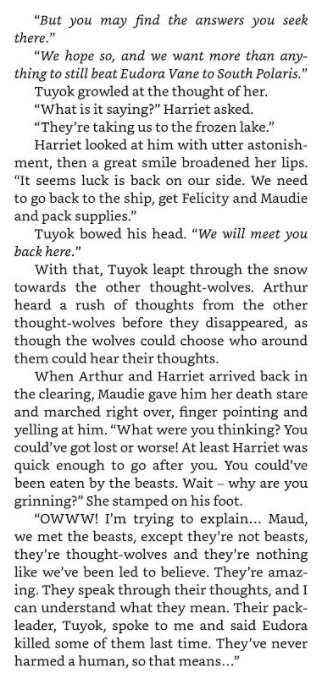 “But you may find the answers you seek
there.”
“We hope so, and we want more than any-
thing to still beat Eudora Vane to South Polaris.”
Tuyok growled at the thought of her.
“What is it saying?” Harriet asked.
“They’re taking us to the frozen lake.”
Harriet looked at him with utter astonish-
ment, then a great smile broadened her lips.
“It seems luck is back on our side. We need
to go back to the ship, get Felicity and Maudie
and pack supplies.”
Tuyok bowed his head. “We will meet you
back here.”
With that, Tuyok leapt through the snow
towards the other thought-wolves. Arthur
heard a rush of thoughts from the other
thought-wolves before they disappeared, as
though the wolves could choose who around
them could hear their thoughts.
When Arthur and Harriet arrived back in
the clearing, Maudie gave him her death stare
and marched right over, finger pointing and
yelling at him. “What were you thinking? You
could’ve got lost or worse! At least Harriet was
quick enough to go after you. You could’ve
been eaten by the beasts. Wait – why are you
grinning?” She stamped on his foot.
“OWWW! I’m trying to explain… Maud,
we met the beasts, except they’re not beasts,
they’re thought-wolves and they’re nothing
like we’ve been led to believe. They’re amaz-
ing. They speak through their thoughts, and I
can understand what they mean. Their pack-
leader, Tuyok, spoke to me and said Eudora
killed some of them last time. They’ve never
harmed a human, so that means…”